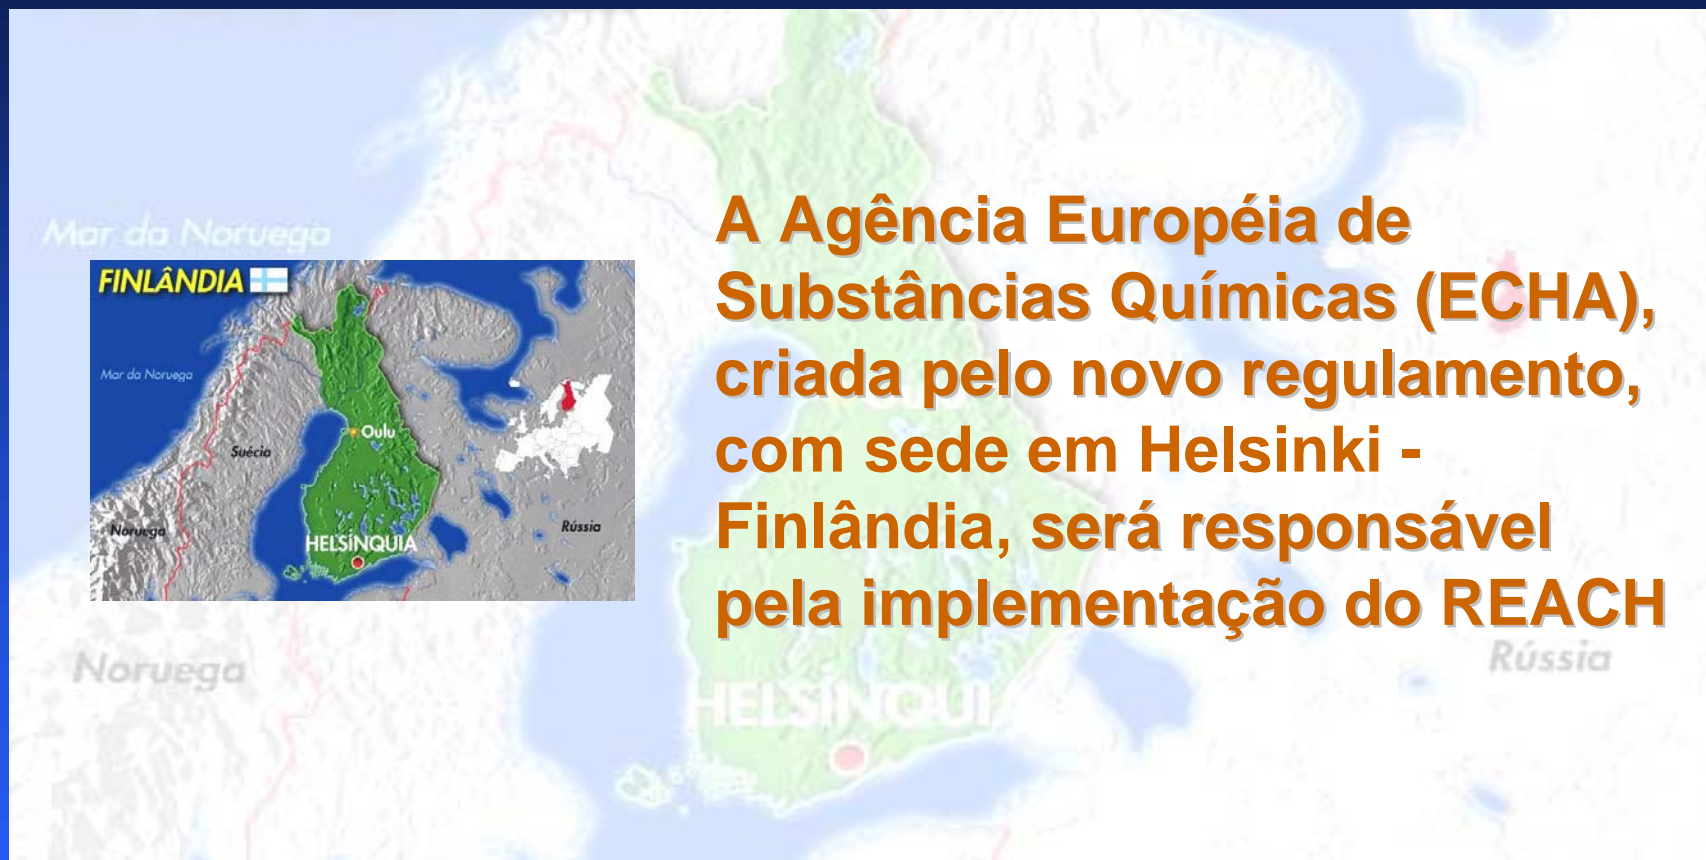 Mar da Noruega
FINLÂNDIA
Mar da Noruega
Suécia
Oulu
Noruega
HELSÍNQUIA
Rússia
A Agência Européia de
Substâncias Químicas (ECHA),
criada pelo novo regulamento,
com sede em Helsinki -
Finlândia, será responsável
pela implementação do REACH
Noruega
HELSÍNQUIA
Rússia